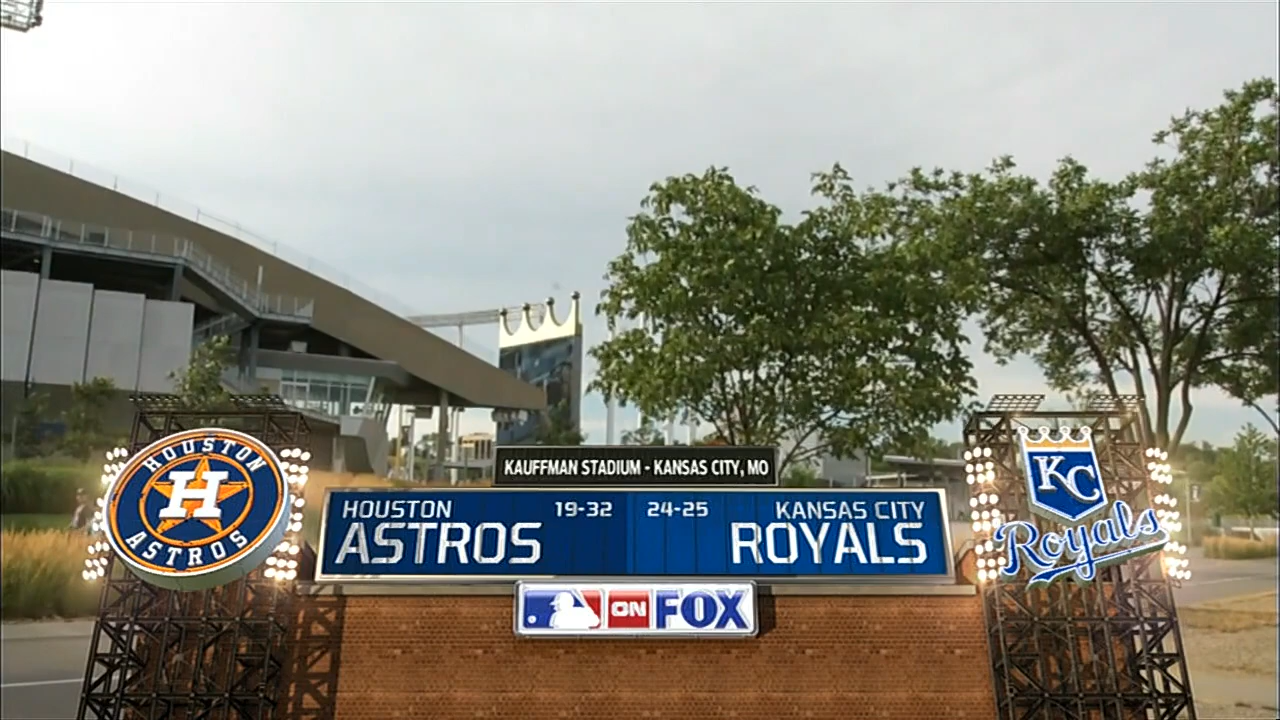 KAUFFMAN STADIUM - KANSAS CITY, MO
HOUSTON 19-32
ASTROS
24-25 KANSAS CITY
ROYALS
HOUSTON
H
ASTROS
KC
Royals
ON FOX